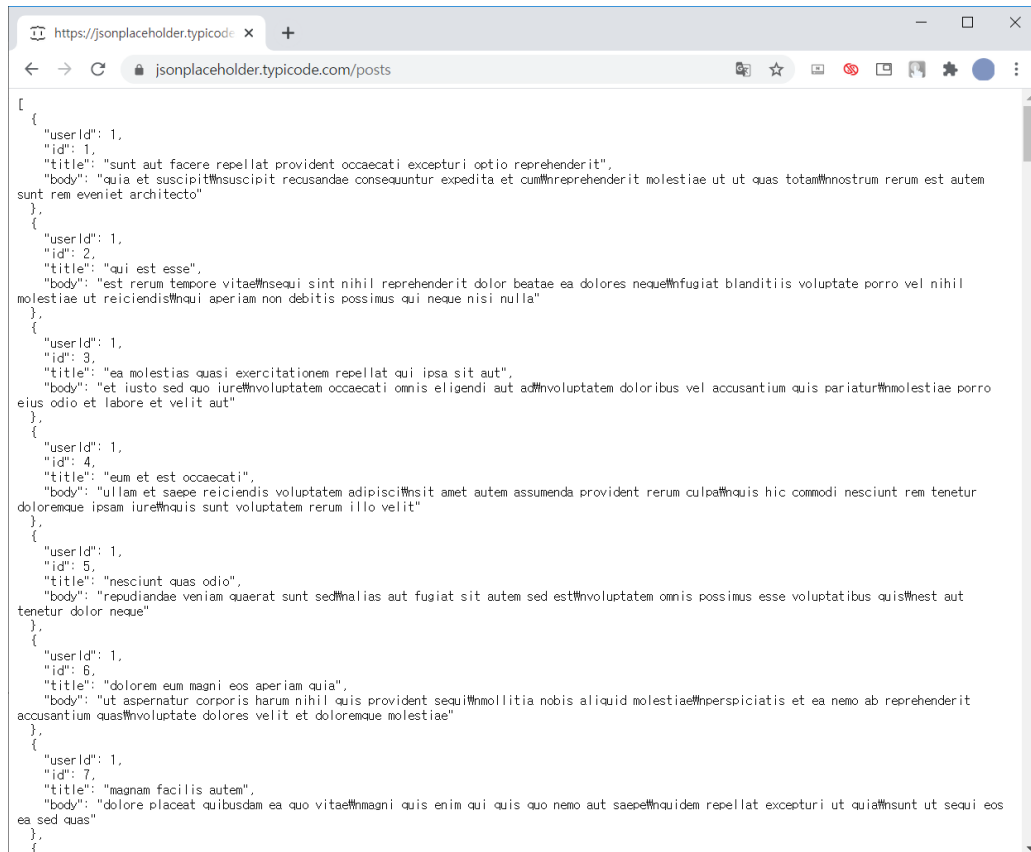 https://jsonplaceholder.typicode
jsonplaceholder.typicode.com/posts
[
  {
    "userId": 1,
    "id": 1,
    "title": "sunt aut facere repellat provident occaecati excepturi optio reprehenderit",
    "body": "quia et suscipit₩nsuscipit recusandae consequuntur expedita et cum₩nreprehenderit molestiae ut ut quas totam₩nnostrum rerum est autem
sunt rem eveniet architecto"
  },
  {
    "userId": 1,
    "id": 2,
    "title": "qui est esse",
    "body": "est rerum tempore vitae₩nsequi sint nihil reprehenderit dolor beatae ea dolores neque₩nfugiat blanditiis voluptate porro vel nihil
molestiae ut reiciendis₩nqui aperiam non debitis possimus qui neque nisi nulla"
  },
  {
    "userId": 1,
    "id": 3,
    "title": "ea molestias quasi exercitationem repellat qui ipsa sit aut",
    "body": "et iusto sed quo iure₩nvoluptatem occaecati omnis eligendi aut ad₩nvoluptatem doloribus vel accusantium quis pariatur₩nmolestiae porro
eius odio et labore et velit aut"
  },
  {
    "userId": 1,
    "id": 4,
    "title": "eum et est occaecati",
    "body": "ullam et saepe reiciendis voluptatem adipisci₩nsit amet autem assumenda provident rerum culpa₩nquis hic commodi nesciunt rem tenetur
doloremque ipsam iure₩nquis sunt voluptatem rerum illo velit"
  },
  {
    "userId": 1,
    "id": 5,
    "title": "nesciunt quas odio",
    "body": "repudiandae veniam quaerat sunt sed₩nalias aut fugiat sit autem sed est₩nvoluptatem omnis possimus esse voluptatibus quis₩nest aut
tenetur dolor neque"
  },
  {
    "userId": 1,
    "id": 6,
    "title": "dolorem eum magni eos aperiam quia",
    "body": "ut aspernatur corporis harum nihil quis provident sequi₩nmollitia nobis aliquid molestiae₩nperspiciatis et ea nemo ab reprehenderit
accusantium quas₩nvoluptate dolores velit et doloremque molestiae"
  },
  {
    "userId": 1,
    "id": 7,
    "title": "magnam facilis autem",
    "body": "dolore placeat quibusdam ea quo vitae₩nmagni quis enim qui quis quo nemo aut saepe₩nquidem repellat excepturi ut quia₩nsunt ut sequi eos
ea sed quas"
  },
  {